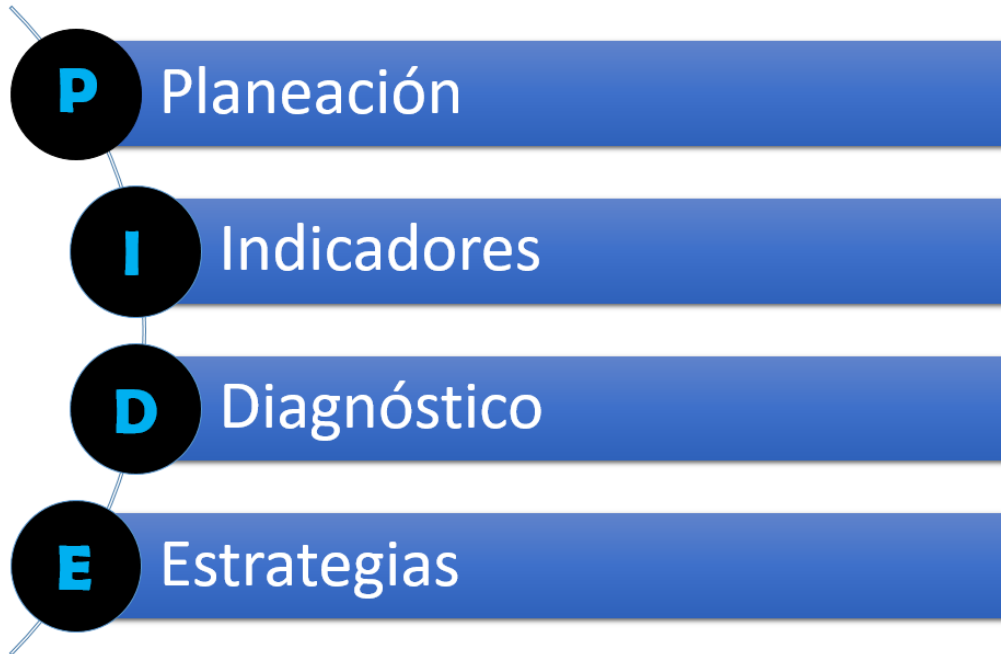 P Planeación
I Indicadores
D Diagnóstico
E Estrategias